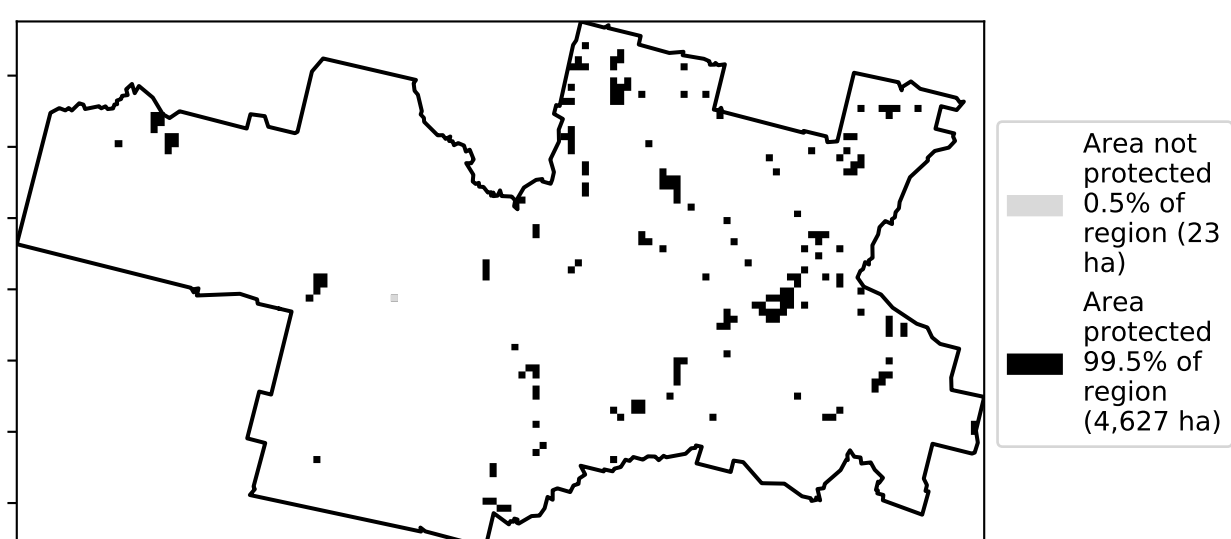 Area not
protected
0.5% of
region (23
ha)
Area
protected
99.5% of
region
(4,627 ha)